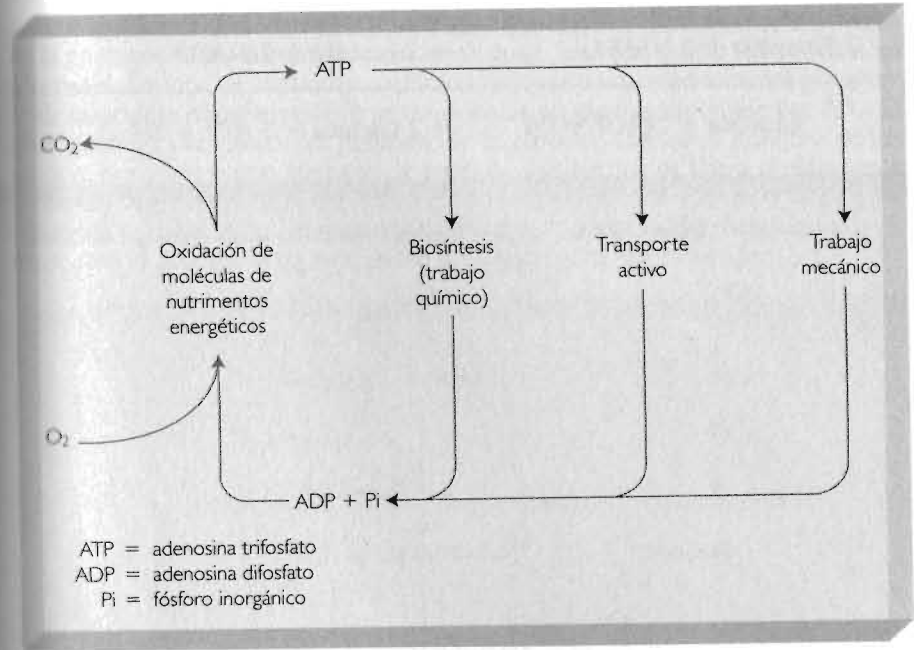 ATP
CO₂
Oxidación de
moléculas de
nutrimentos
energéticos
Biosíntesis
(trabajo
químico)
Transporte
activo
Trabajo
mecánico
O₂
ADP + Pi
ATP = adenosina trifosfato
ADP = adenosina difosfato
Pi = fósforo inorgánico